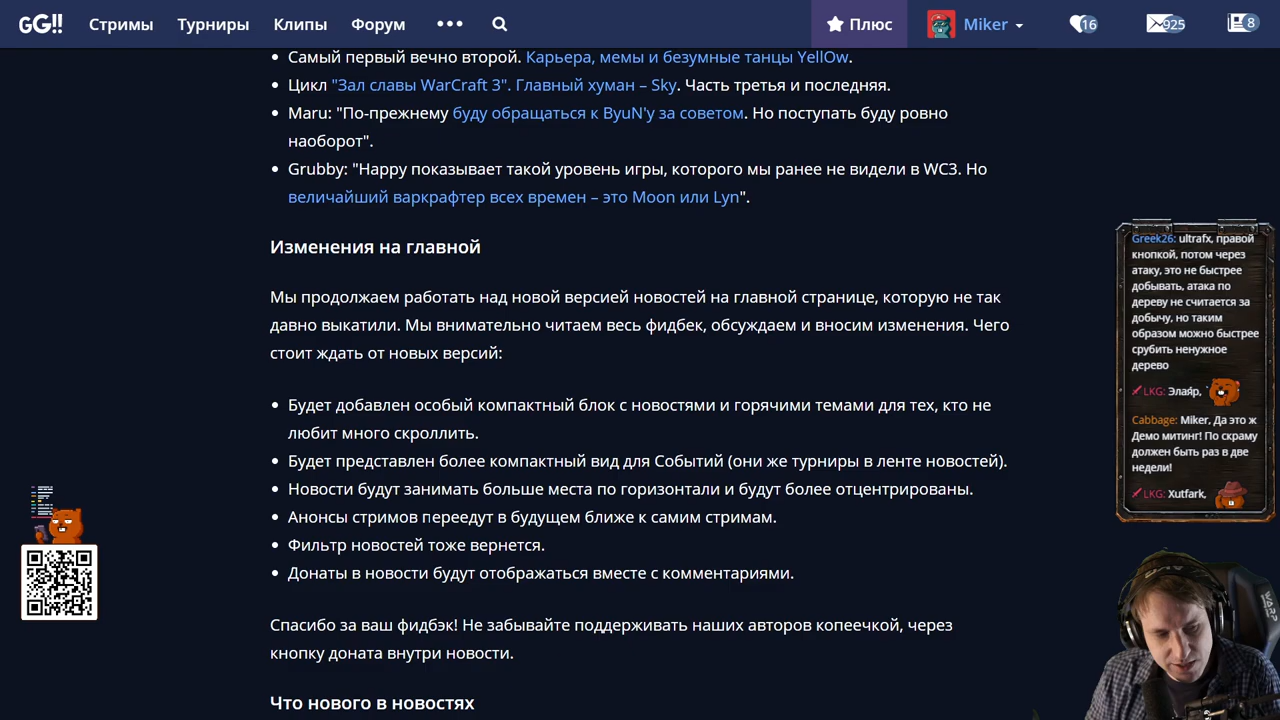 GG!! Стримы Турниры Клипы Форум ••• Плюс Miker 16 925 8
• Самый первый вечно второй. Карьера, мемы и безумные танцы YellOw.
• Цикл "Зал славы WarCraft 3". Главный хуман – Sky. Часть третья и последняя.
• Maru: "По-прежнему буду обращаться к ByuN'у за советом. Но поступать буду ровно
наоборот".
• Grubby: "Happy показывает такой уровень игры, которого мы ранее не видели в WC3. Но
величайший варкрафтер всех времен – это Moon или Lyn".
Изменения на главной
Мы продолжаем работать над новой версией новостей на главной странице, которую не так
давно выкатили. Мы внимательно читаем весь фидбек, обсуждаем и вносим изменения. Чего
стоит ждать от новых версий:
• Будет добавлен особый компактный блок с новостями и горячими темами для тех, кто не
любит много скроллить.
• Будет представлен более компактный вид для Событий (они же турниры в ленте новостей).
• Новости будут занимать больше места по горизонтали и будут более отцентрированы.
• Анонсы стримов переедут в будущем ближе к самим стримам.
• Фильтр новостей тоже вернется.
• Донаты в новости будут отображаться вместе с комментариями.
Спасибо за ваш фидбэк! Не забывайте поддерживать наших авторов копеечкой, через
кнопку доната внутри новости.
Что нового в новостях
Greek26: ultrafx, правой
кнопкой, потом через
атаку, это не быстрее
добывать, атака по
дереву не считается за
добычу, но таким
образом можно быстрее
срубить ненужное
дерево
LKG: Элаяр,
Cabbage: Miker, Да это ж
Демо митинг! По скраму
должен быть раз в две
недели!
LKG: Xutfark,